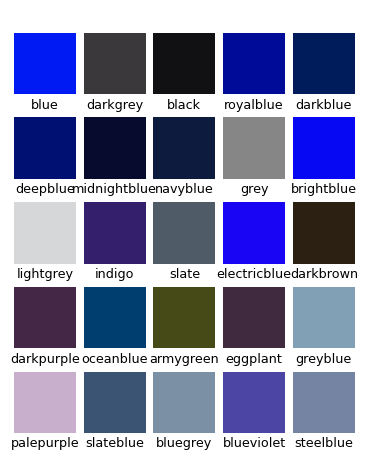 blue darkgrey black royalblue darkblue
deepblue midnightblue navyblue grey brightblue
lightgrey indigo slate electricblue darkbrown
darkpurple oceanblue armygreen eggplant greyblue
palepurple slateblue bluegrey blueviolet steelblue